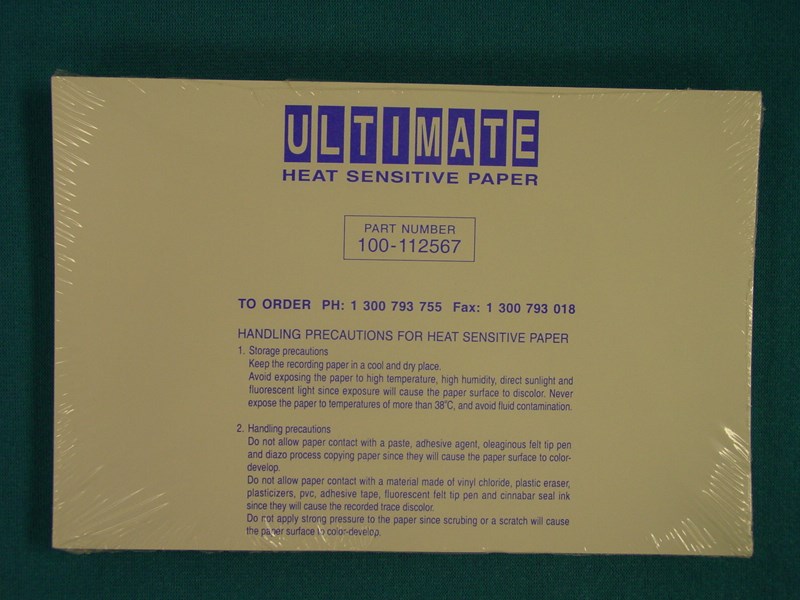 ULTIMATE
HEAT SENSITIVE PAPER
PART NUMBER
100-112567
TO ORDER PH: 1 300 793 755 Fax: 1 300 793 018
HANDLING PRECAUTIONS FOR HEAT SENSITIVE PAPER
1. Storage precautions
Keep the recording paper in a cool and dry place.
Avoid exposing the paper to high temperature, high humidity, direct sunlight and
fluorescent light since exposure will cause the paper surface to discolor. Never
expose the paper to temperatures of more than 38°C, and avoid fluid contamination.
2. Handling precautions
Do not allow paper contact with a paste, adhesive agent, oleaginous felt tip pen
and diazo process copying paper since they will cause the paper surface to color-
develop.
Do not allow paper contact with a material made of vinyl chloride, plastic eraser,
plasticizers, pvc, adhesive tape, fluorescent felt tip pen and cinnabar seal ink
since they will cause the recorded trace discolor.
Do not apply strong pressure to the paper since scrubing or a scratch will cause
the paper surface to color-develop.